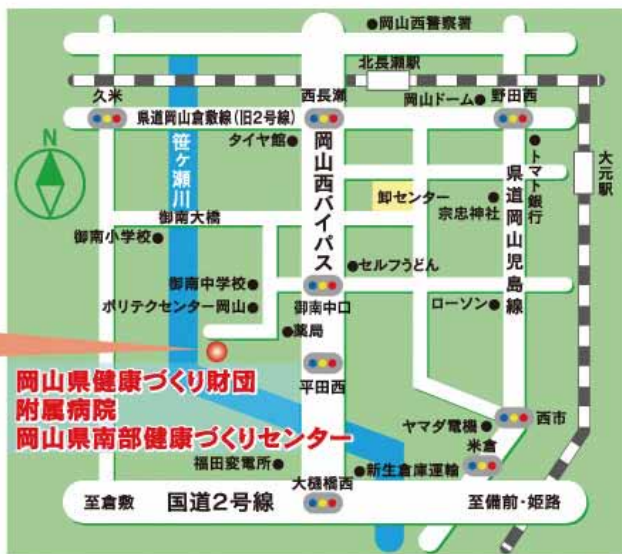 岡山西警察署
北長瀬駅
久米
西長瀬
岡山ドーム
野田西
県道岡山倉敷線(旧2号線)
N
タイヤ館
トマト銀行
大元駅
笹ヶ瀬川
岡山西バイパス
県道岡山児島線
卸センター
宗忠神社
御南大橋
御南小学校
セルフうどん
御南中学校
ポリテクセンター岡山
御南中口
ローソン
薬局
岡山県健康づくり財団
附属病院
岡山県南部健康づくりセンター
平田西
ヤマダ電機
西市
米倉
福田変電所
新生倉庫運輸
大樋橋西
至倉敷
国道2号線
至備前・姫路